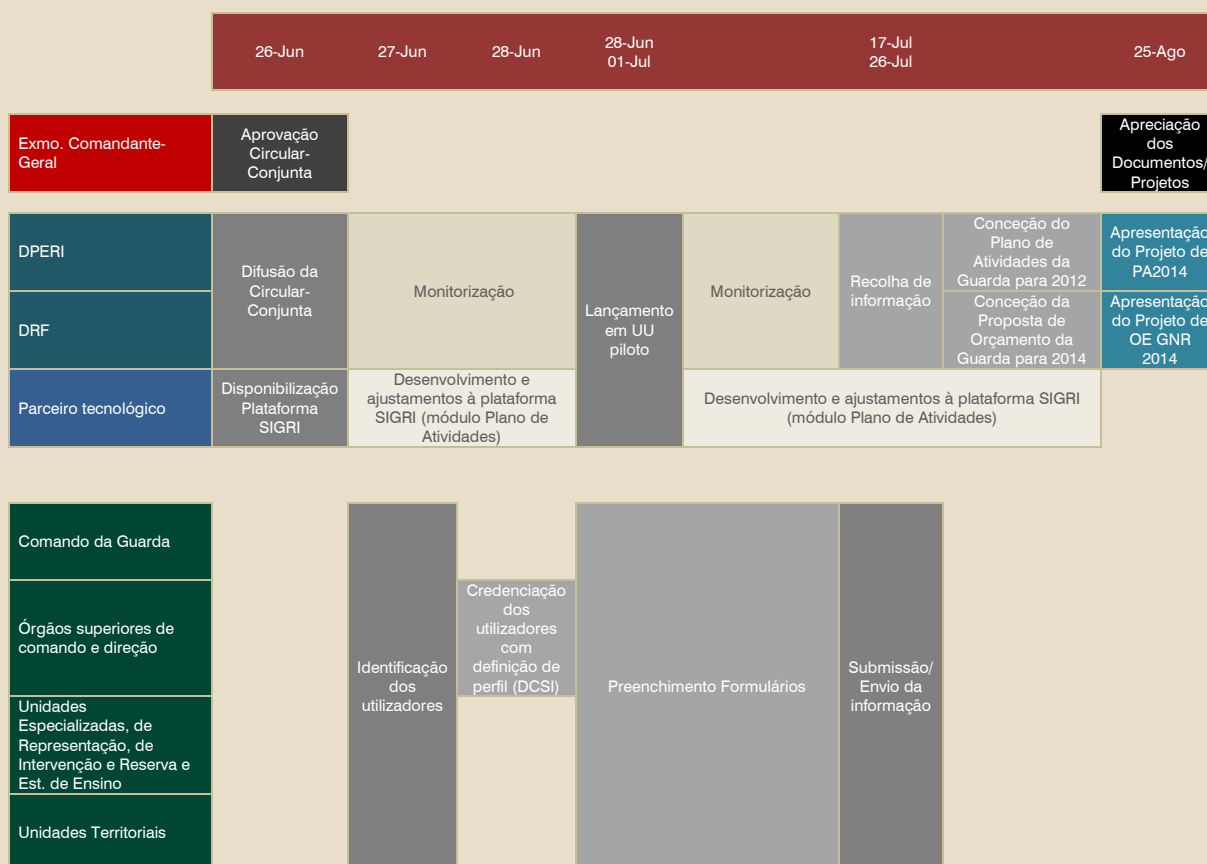 26-Jun
27-Jun
28-Jun
28-Jun
01-Jul
17-Jul
26-Jul
25-Ago
Exmo. Comandante-
Geral
Aprovação
Circular-
Conjunta
Apreciação
dos
Documentos/
Projetos
DPERI
DRF
Difusão da
Circular-
Conjunta
Monitorização
Lançamento
em UU
piloto
Monitorização
Recolha de
informação
Conceção do
Plano de
Atividades da
Guarda para 2012
Conceção da
Proposta de
Orçamento da
Guarda para 2014
Apresentação
do Projeto de
PA2014
Apresentação
do Projeto de
OE GNR
2014
Parceiro tecnológico
Disponibilização
Plataforma
SIGRI
Desenvolvimento e
ajustamentos à plataforma
SIGRI (módulo Plano de
Atividades)
Desenvolvimento e ajustamentos à plataforma SIGRI
(módulo Plano de Atividades)
Comando da Guarda
Órgãos superiores de
comando e direção
Unidades
Especializadas, de
Representação, de
Intervenção e Reserva e
Est. de Ensino
Unidades Territoriais
Identificação
dos
utilizadores
Credenciação
dos
utilizadores
com
definição de
perfil (DCSI)
Preenchimento Formulários
Submissão/
Envio da
informação